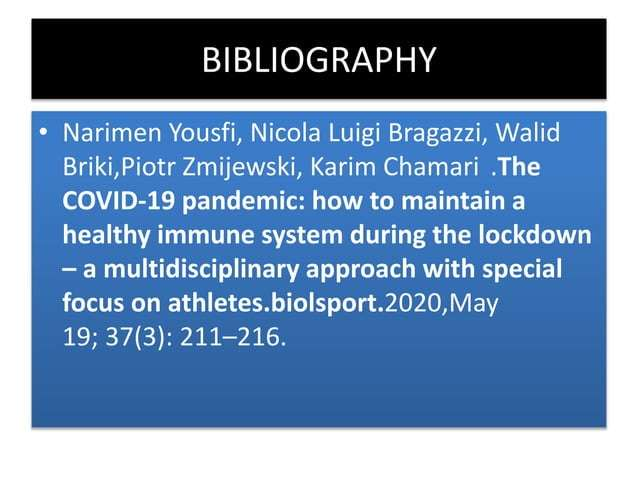 BIBLIOGRAPHY
• Narimen Yousfi, Nicola Luigi Bragazzi, Walid
Briki,Piotr Zmijewski, Karim Chamari .The
COVID-19 pandemic: how to maintain a
healthy immune system during the lockdown
– a multidisciplinary approach with special
focus on athletes.biolsport.2020,May
19; 37(3): 211–216.